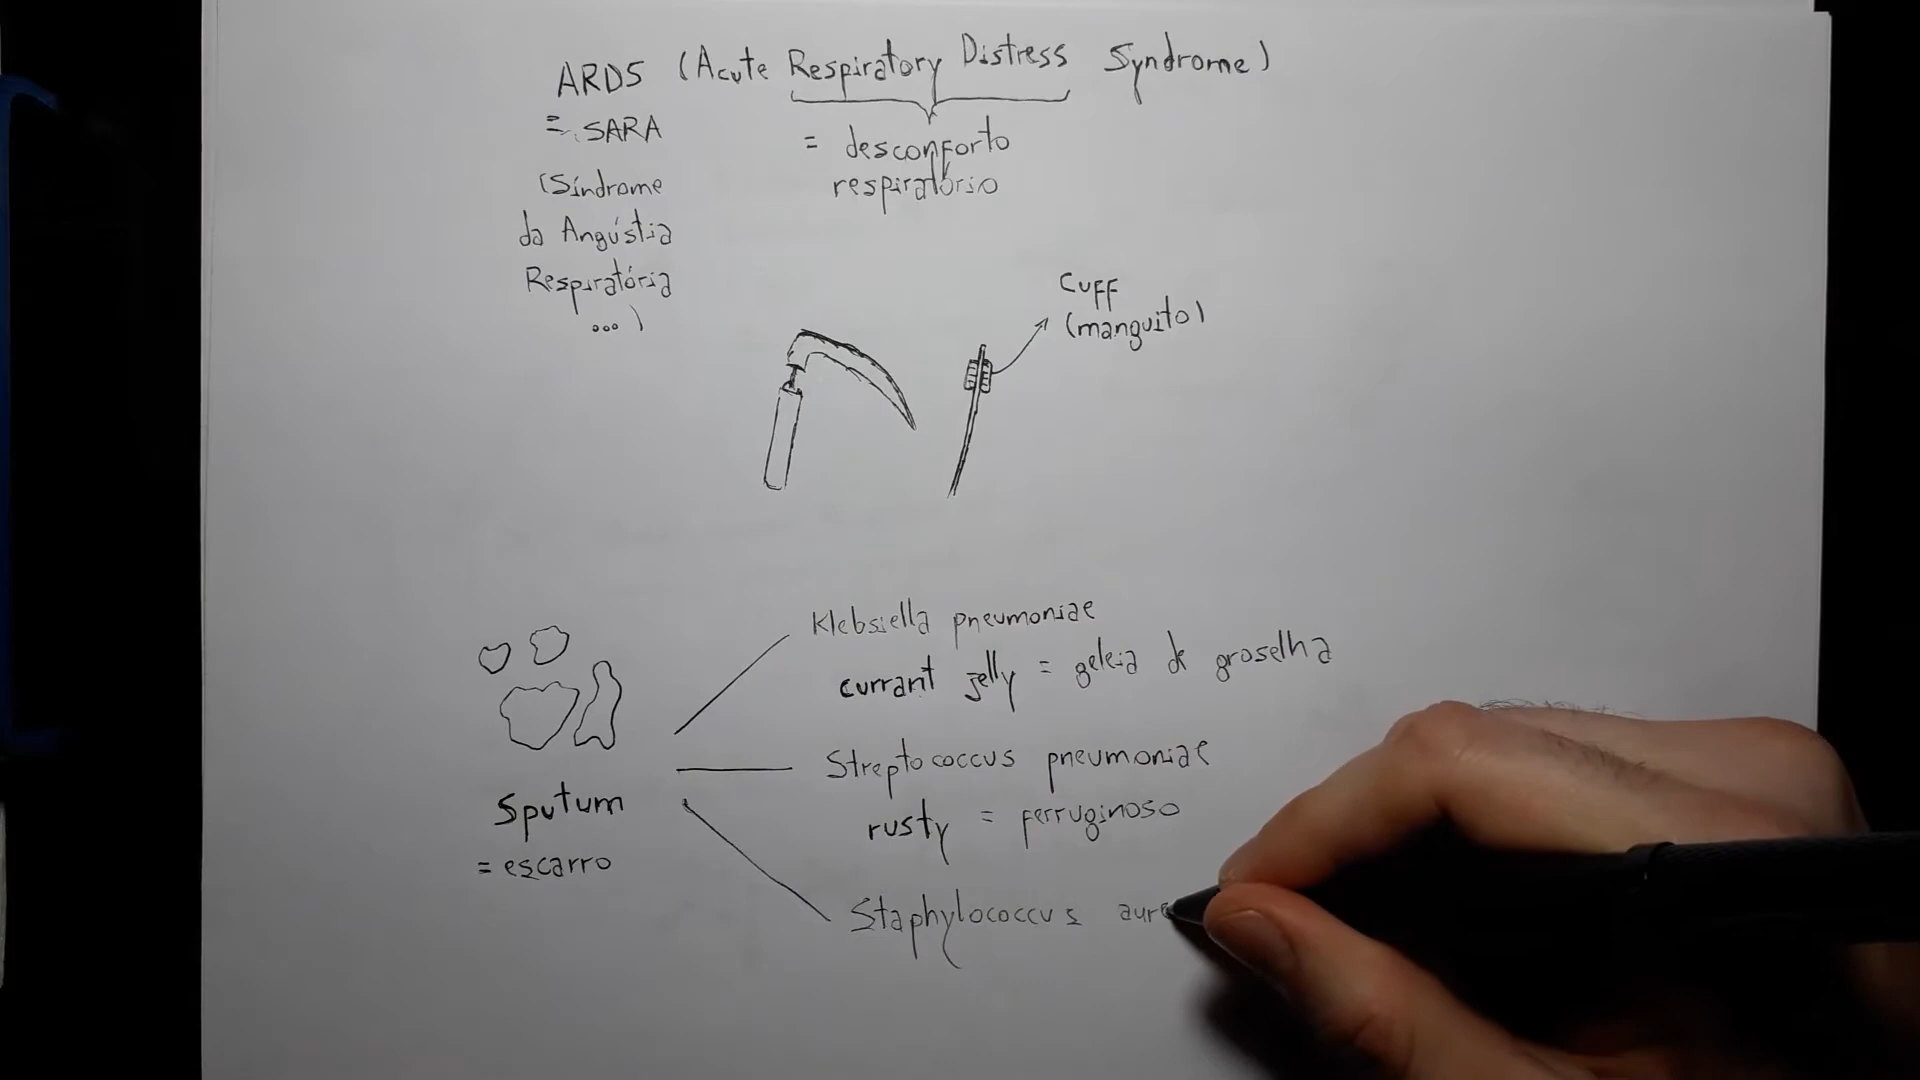 ARDS (Acute Respiratory Distress Syndrome)
= SARA
(Síndrome
da Angústia
Respiratória
...)
= desconforto
respiratório
Cuff
(manguito)
Klebsiella pneumoniae
currant jelly = geleia de groselha
Streptococcus pneumoniae
rusty = ferruginoso
Staphylococcus aure
Sputum
= escarro